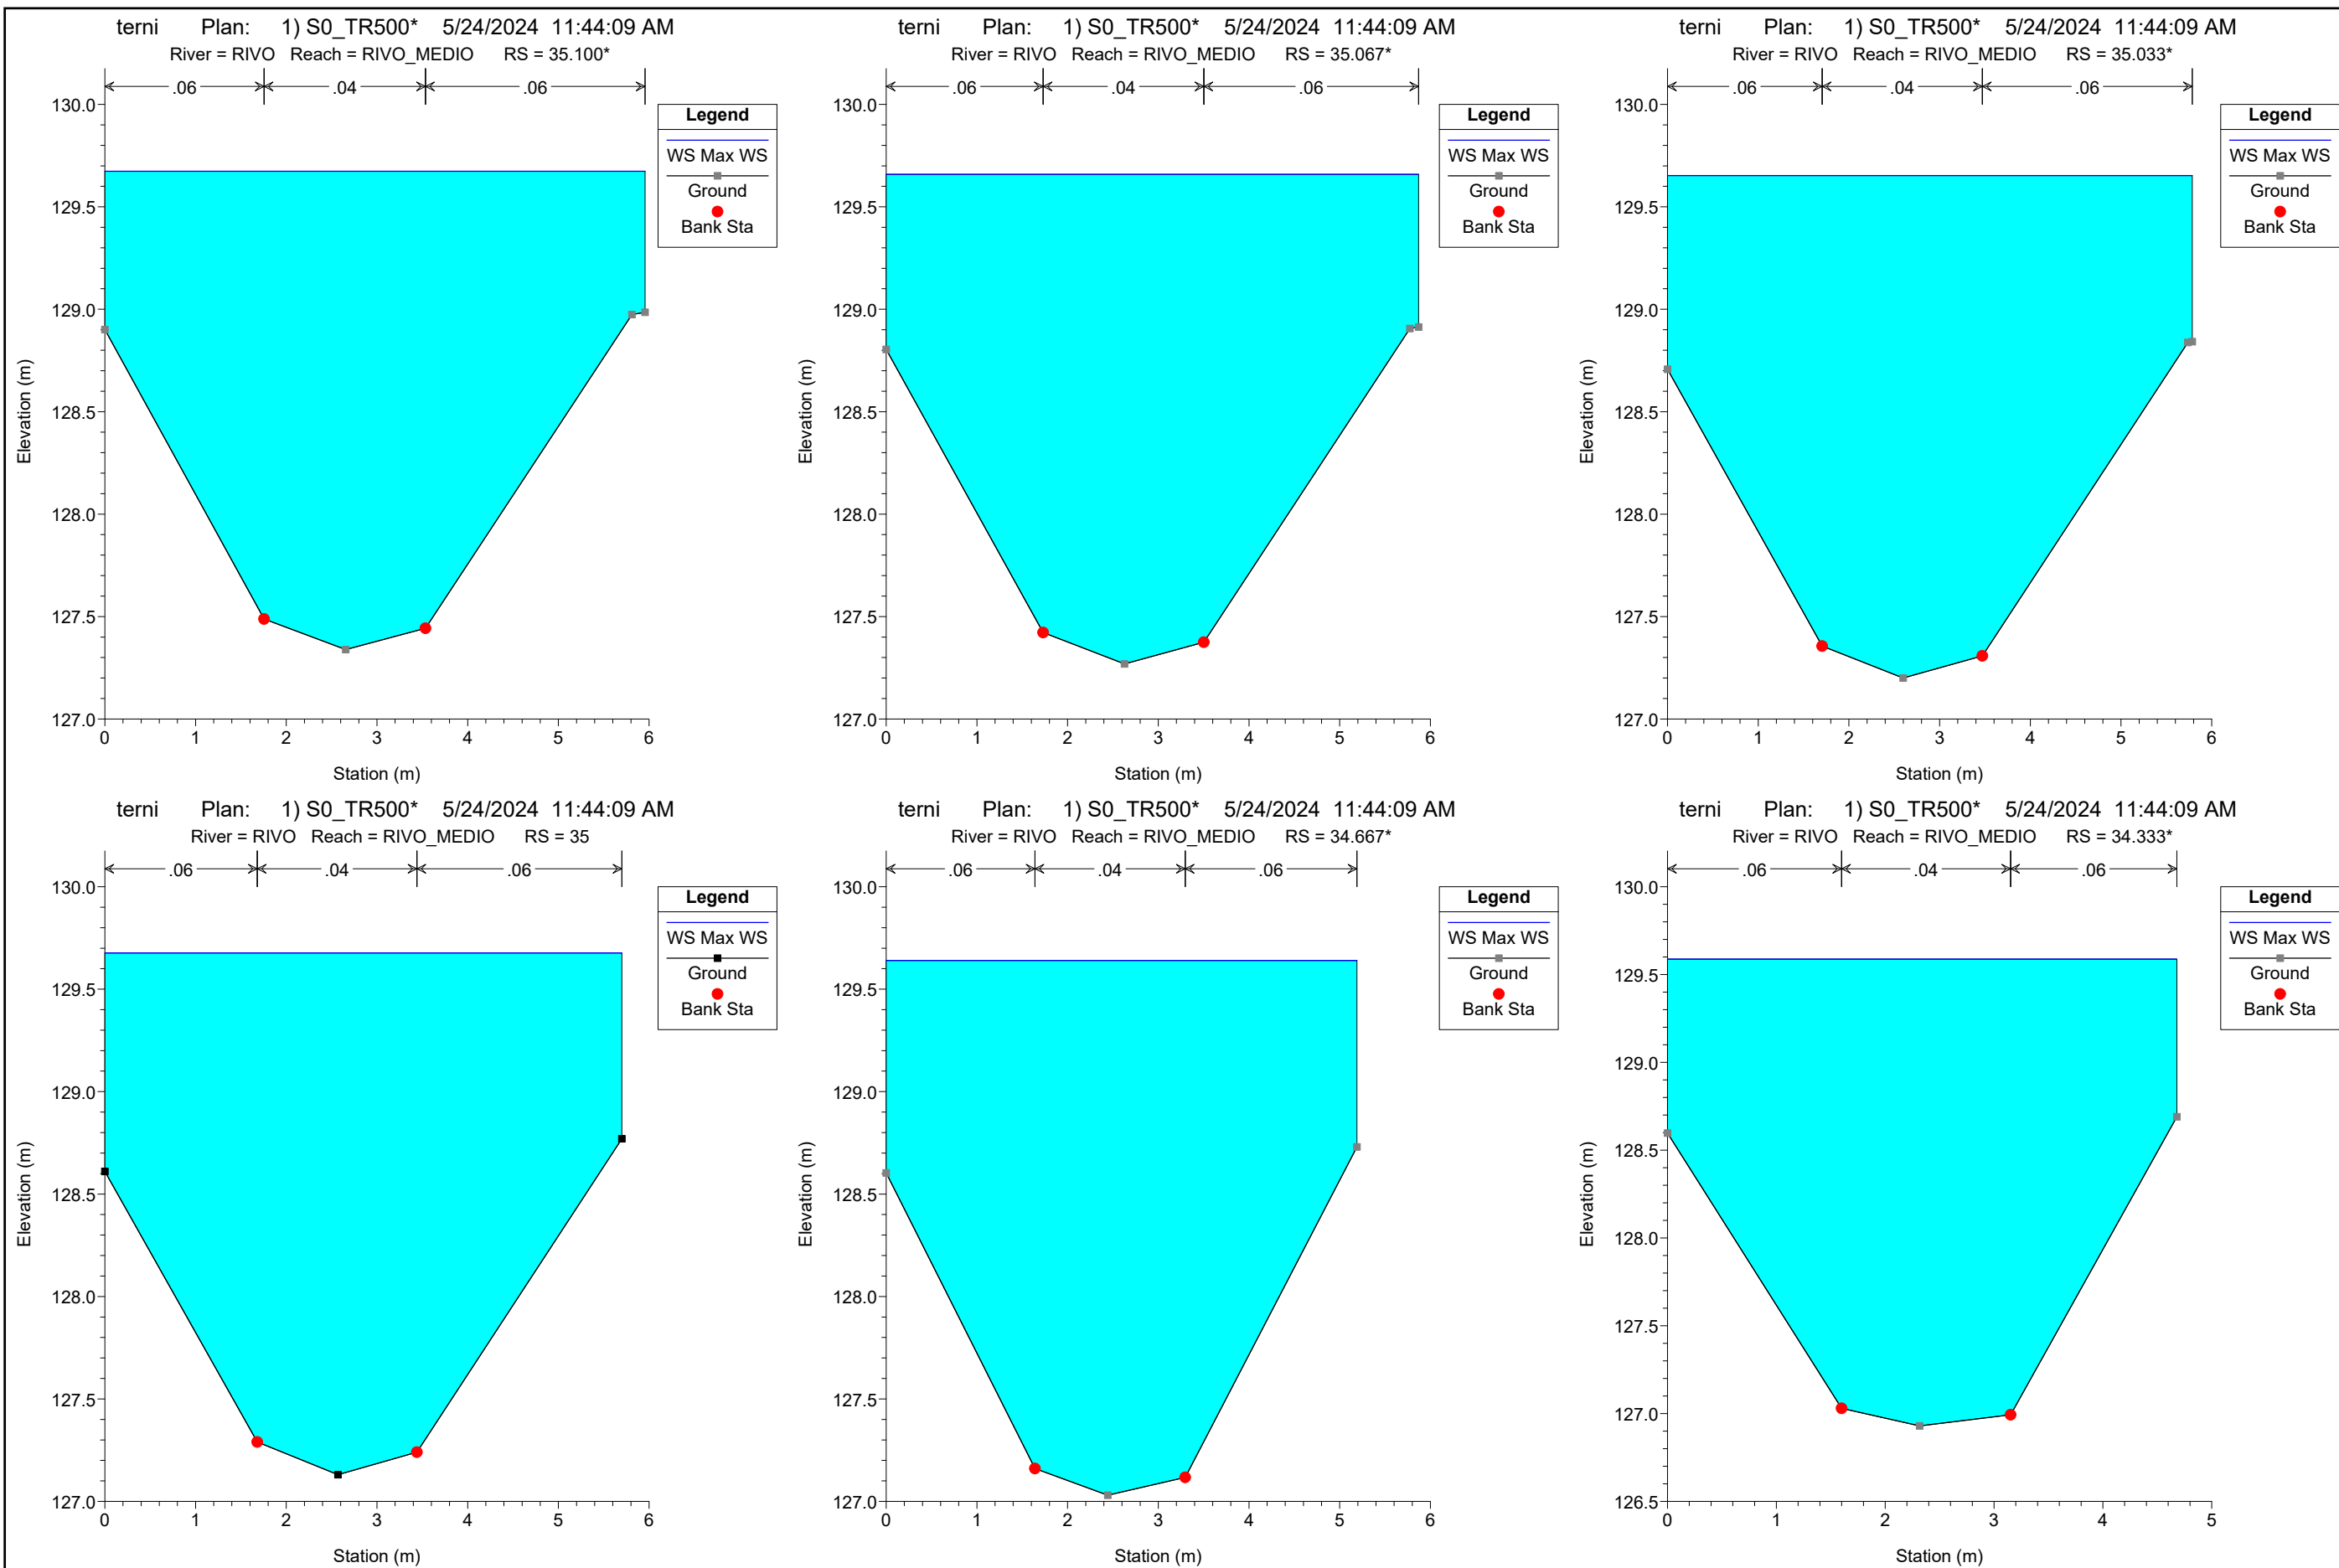 terni Plan: 1) S0_TR500* 5/24/2024 11:44:09 AM
River = RIVO Reach = RIVO_MEDIO RS = 35.100*
.06 .04 .06
Legend
WS Max WS
Ground
Bank Sta
130.0
129.5
129.0
128.5
128.0
127.5
127.0
Elevation (m)
0 1 2 3 4 5 6
Station (m)
terni Plan: 1) S0_TR500* 5/24/2024 11:44:09 AM
River = RIVO Reach = RIVO_MEDIO RS = 35.067*
.06 .04 .06
Legend
WS Max WS
Ground
Bank Sta
130.0
129.5
129.0
128.5
128.0
127.5
127.0
Elevation (m)
0 1 2 3 4 5 6
Station (m)
terni Plan: 1) S0_TR500* 5/24/2024 11:44:09 AM
River = RIVO Reach = RIVO_MEDIO RS = 35.033*
.06 .04 .06
Legend
WS Max WS
Ground
Bank Sta
130.0
129.5
129.0
128.5
128.0
127.5
127.0
Elevation (m)
0 1 2 3 4 5 6
Station (m)
terni Plan: 1) S0_TR500* 5/24/2024 11:44:09 AM
River = RIVO Reach = RIVO_MEDIO RS = 35
.06 .04 .06
Legend
WS Max WS
Ground
Bank Sta
130.0
129.5
129.0
128.5
128.0
127.5
127.0
Elevation (m)
0 1 2 3 4 5 6
Station (m)
terni Plan: 1) S0_TR500* 5/24/2024 11:44:09 AM
River = RIVO Reach = RIVO_MEDIO RS = 34.667*
.06 .04 .06
Legend
WS Max WS
Ground
Bank Sta
130.0
129.5
129.0
128.5
128.0
127.5
127.0
Elevation (m)
0 1 2 3 4 5 6
Station (m)
terni Plan: 1) S0_TR500* 5/24/2024 11:44:09 AM
River = RIVO Reach = RIVO_MEDIO RS = 34.333*
.06 .04 .06
Legend
WS Max WS
Ground
Bank Sta
130.0
129.5
129.0
128.5
128.0
127.5
127.0
126.5
Elevation (m)
0 1 2 3 4 5
Station (m)